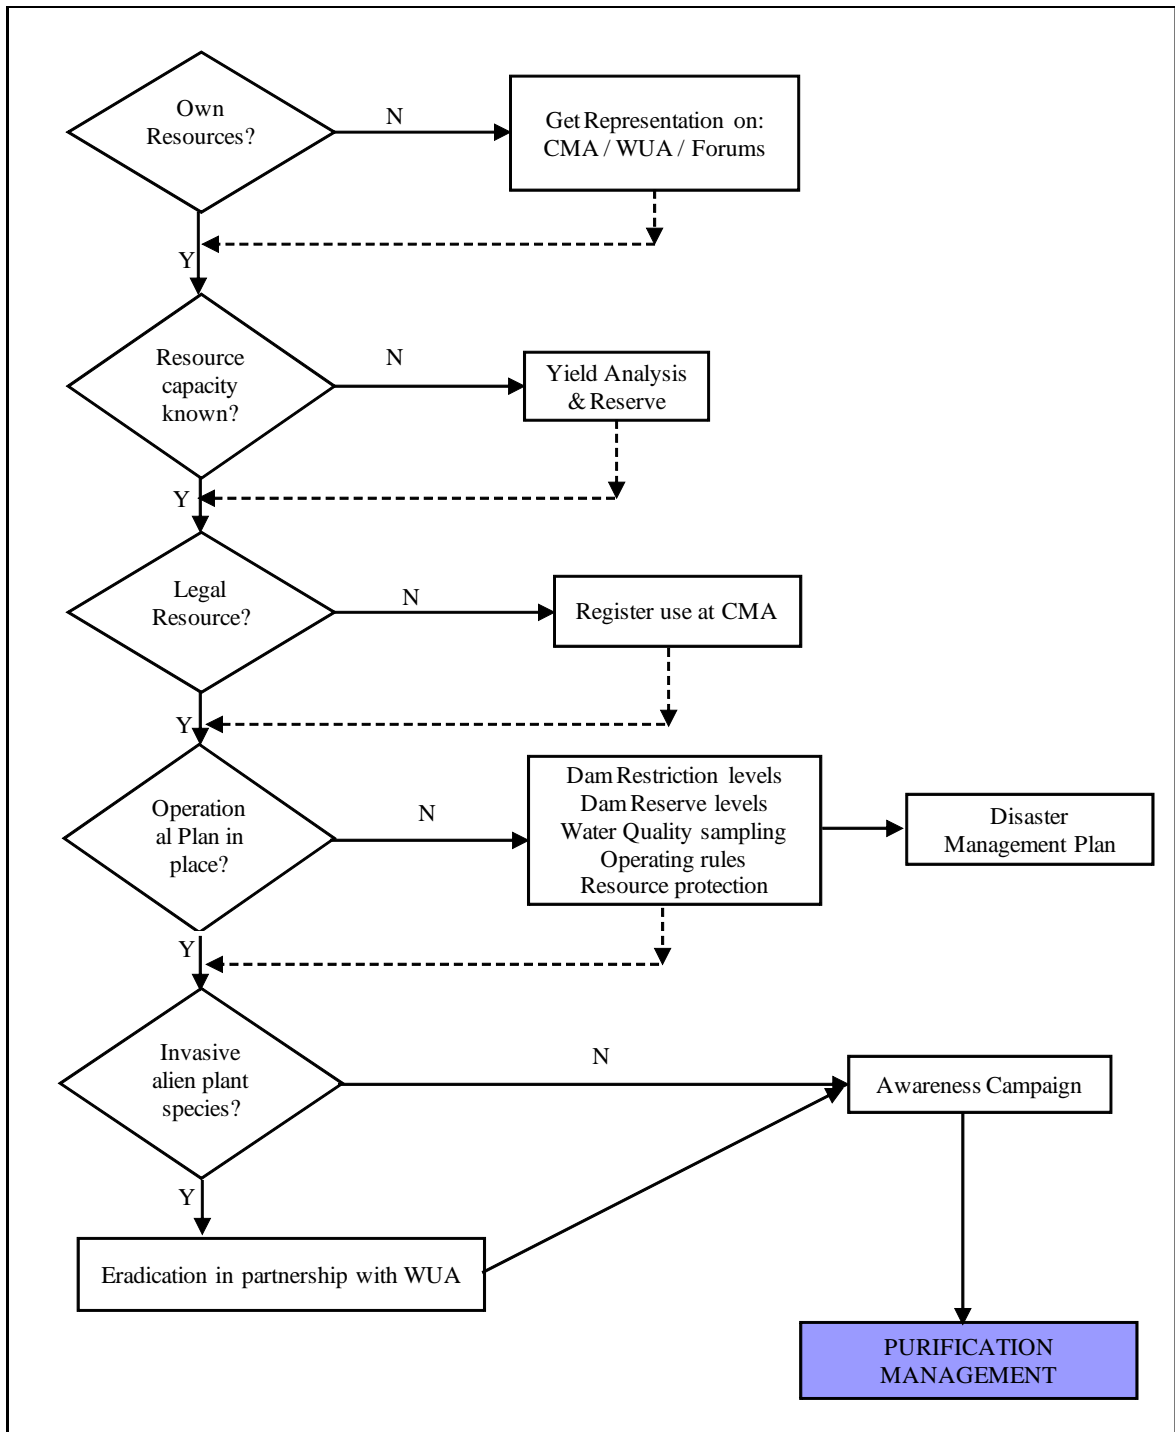 Own
Resources?
N
Get Representation on:
CMA / WUA / Forums
Y
Resource
capacity
known?
N
Yield Analysis
& Reserve
Y
Legal
Resource?
N
Register use at CMA
Y
Operation
al Plan in
place?
N
Dam Restriction levels
Dam Reserve levels
Water Quality sampling
Operating rules
Resource protection
Disaster
Management Plan
Y
Invasive
alien plant
species?
N
Awareness Campaign
Y
Eradication in partnership with WUA
PURIFICATION
MANAGEMENT